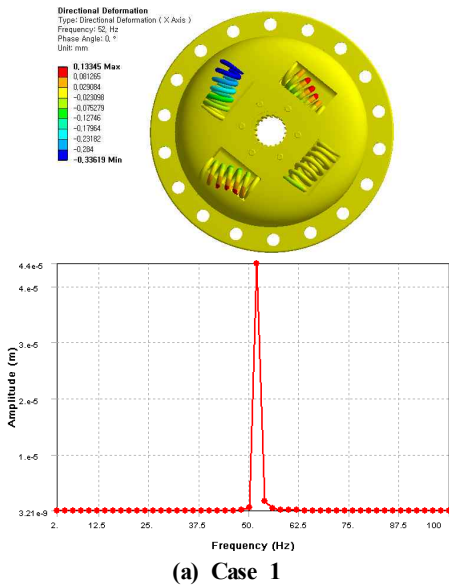 Directional Deformation
Type: Directional Deformation ( X Axis )
Frequency: 52, Hz
Phase Angle: 0, °
Unit: mm
0,13345 Max
0,081265
0,029084
-0,023098
-0,075279
-0,12746
-0,17964
-0,23182
-0,284
-0,33619 Min
4.4e-5
4.e-5
3.e-5
2.e-5
1.e-5
3.21e-9
Amplitude (m)
2. 12.5 25. 37.5 50. 62.5 75. 87.5 100
Frequency (Hz)
(a) Case 1